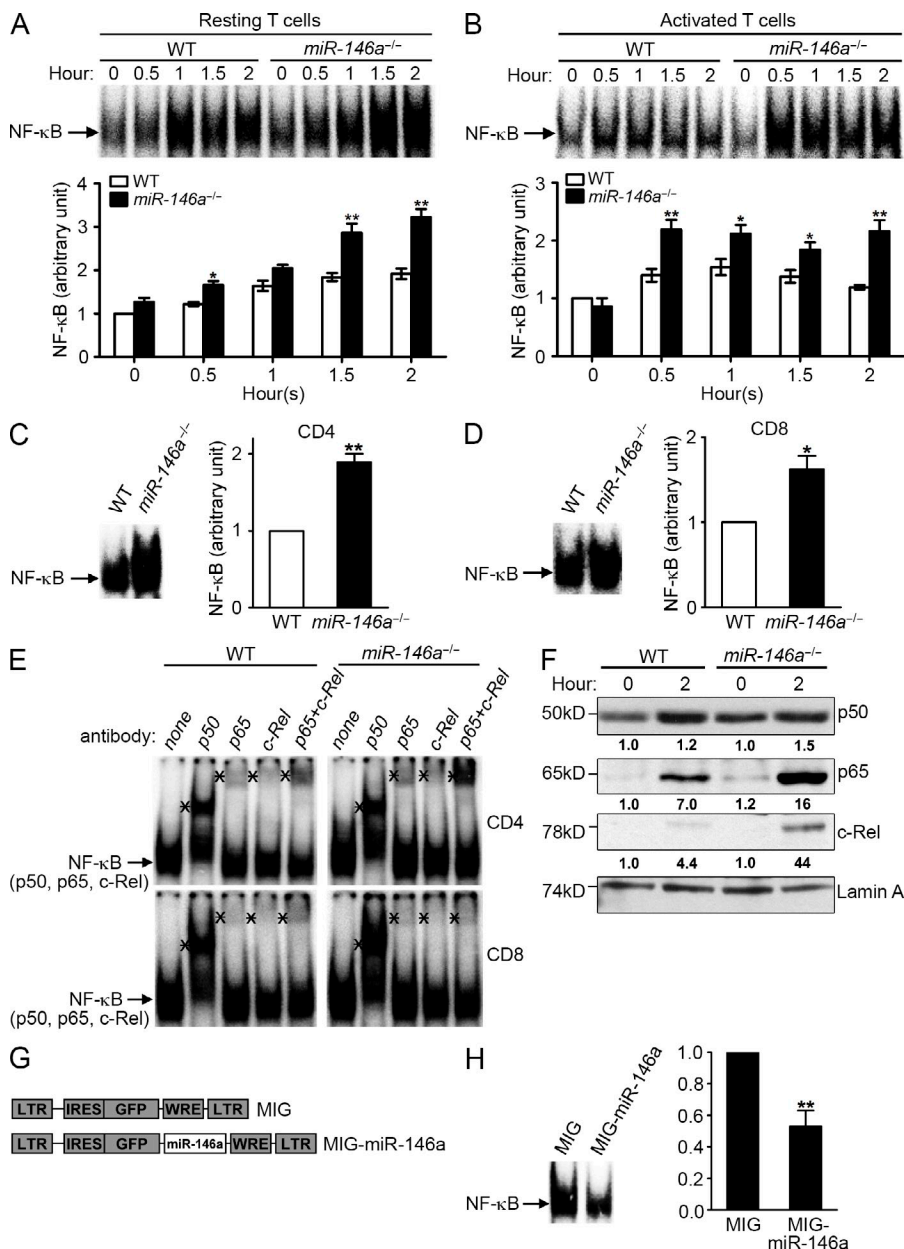 A
Resting T cells
WT miR-146a–/–
Hour: 0 0.5 1 1.5 2 0 0.5 1 1.5 2
NF-κB
NF-κB (arbitrary unit)
4
3
2
1
0
WT
miR-146a–/–
* ** **
0 0.5 1 1.5 2
Hour(s)
B
Activated T cells
WT miR-146a–/–
Hour: 0 0.5 1 1.5 2 0 0.5 1 1.5 2
NF-κB
NF-κB (arbitrary unit)
3
2
1
0
WT
miR-146a–/–
** * * **
0 0.5 1 1.5 2
Hour(s)
C
WT miR-146a–/–
NF-κB
CD4
NF-κB (arbitrary unit)
2
1
0
**
WT miR-146a–/–
D
WT miR-146a–/–
NF-κB
CD8
NF-κB (arbitrary unit)
2
1
0
*
WT miR-146a–/–
E
WT miR-146a–/–
antibody: none p50 p65 c-Rel p65+c-Rel none p50 p65 c-Rel p65+c-Rel
CD4
NF-κB
(p50, p65, c-Rel)
CD8
NF-κB
(p50, p65, c-Rel)
F
WT miR-146a–/–
Hour: 0 2 0 2
50kD p50
1.0 1.2 1.0 1.5
65kD p65
1.0 7.0 1.2 16
78kD c-Rel
1.0 4.4 1.0 44
74kD Lamin A
G
LTR IRES GFP WRE LTR MIG
LTR IRES GFP miR-146a WRE LTR MIG-miR-146a
H
MIG MIG-miR-146a
NF-κB
1.0
0.8
0.6
0.4
0.2
0.0
**
MIG MIG-
miR-146a